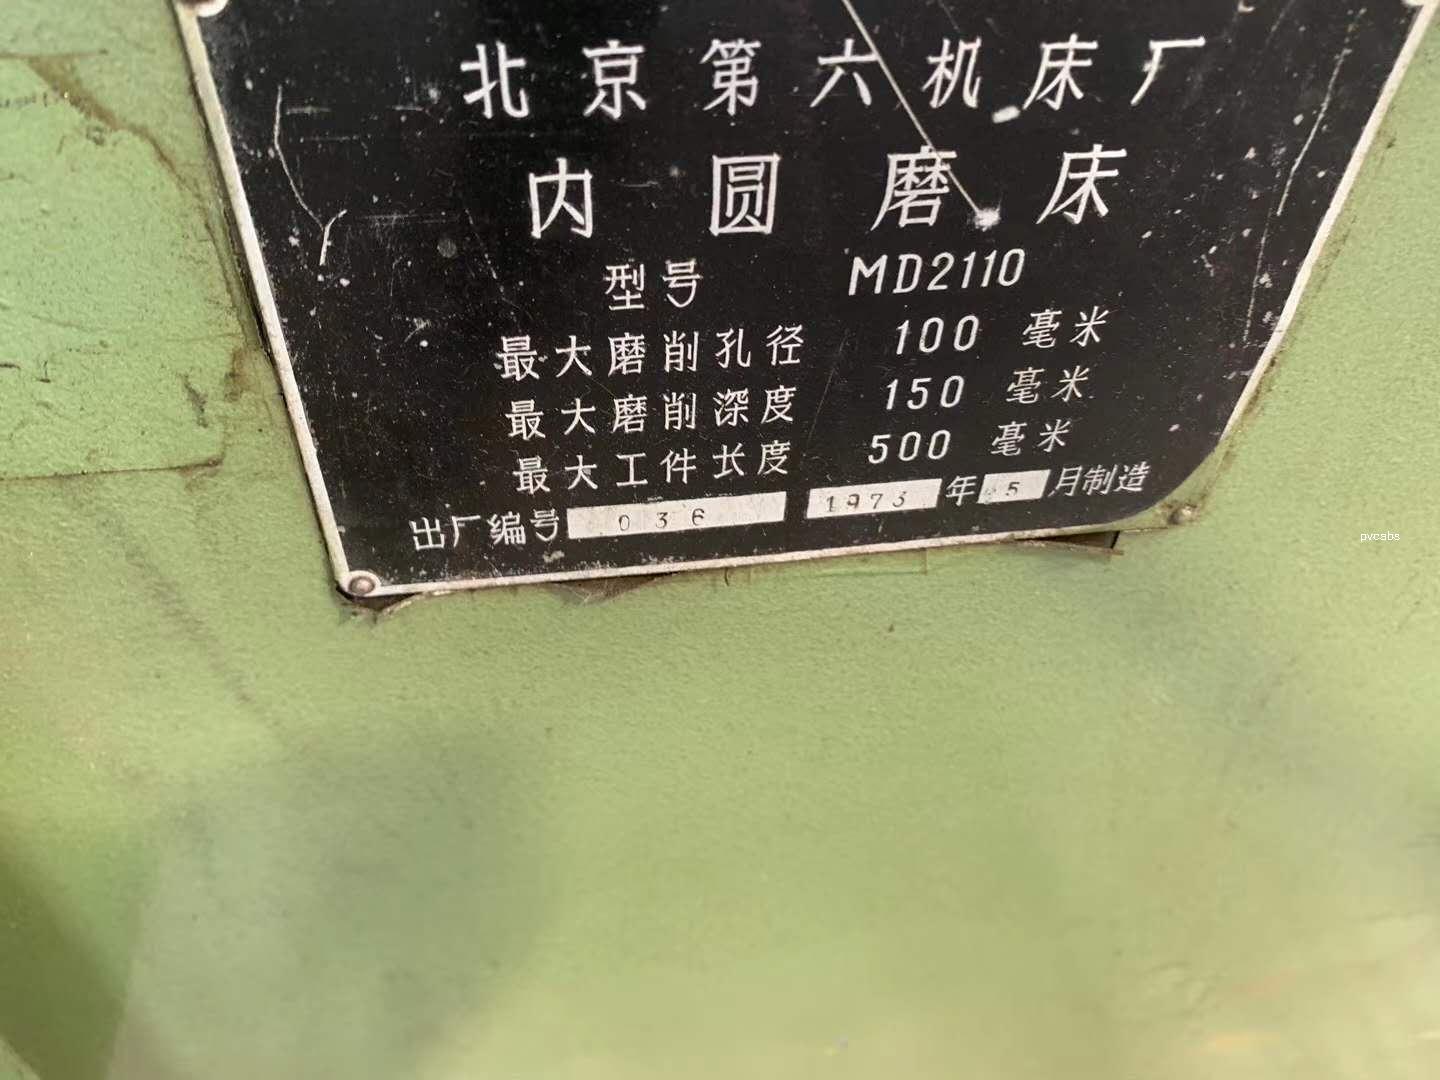 北京第六机床厂
内圆磨床
型号 MD2110
最大磨削孔径 100 毫米
最大磨削深度 150 毫米
最大工件长度 500 毫米
出厂编号 036 1973 年 5 月制造
pvcabs